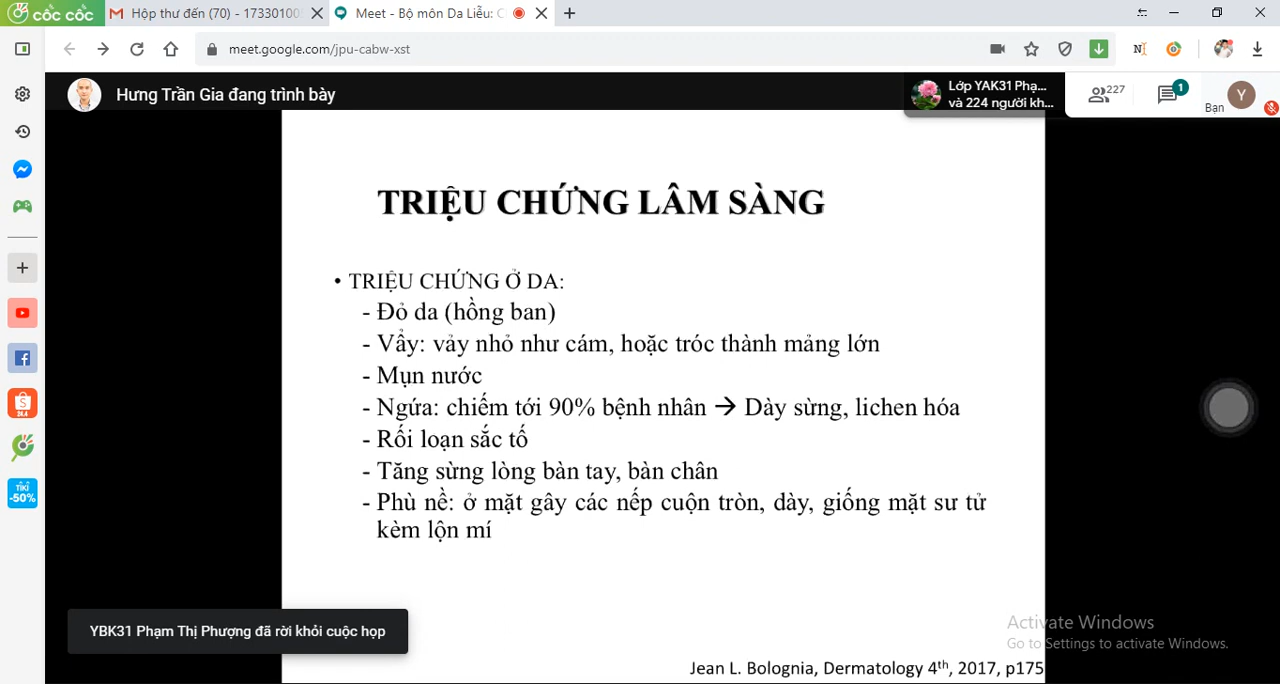 cốc cốc
Hộp thư đến (70) - 17330100
Meet - Bộ môn Da Liễu: C
meet.google.com/jpu-cabw-xst
Hưng Trần Gia đang trình bày
Lớp YAK31 Phạ...
và 224 người kh...
227
1
Bạn
Y
TRIỆU CHỨNG LÂM SÀNG
• TRIỆU CHỨNG Ở DA:
- Đỏ da (hồng ban)
- Vẩy: vảy nhỏ như cám, hoặc tróc thành mảng lớn
- Mụn nước
- Ngứa: chiếm tới 90% bệnh nhân → Dày sừng, lichen hóa
- Rối loạn sắc tố
- Tăng sừng lòng bàn tay, bàn chân
- Phù nề: ở mặt gây các nếp cuộn tròn, dày, giống mặt sư tử
kèm lộn mí
TIKI
-50%
YBK31 Phạm Thị Phượng đã rời khỏi cuộc họp
Activate Windows
Go to Settings to activate Windows.
Jean L. Bolognia, Dermatology 4th, 2017, p175